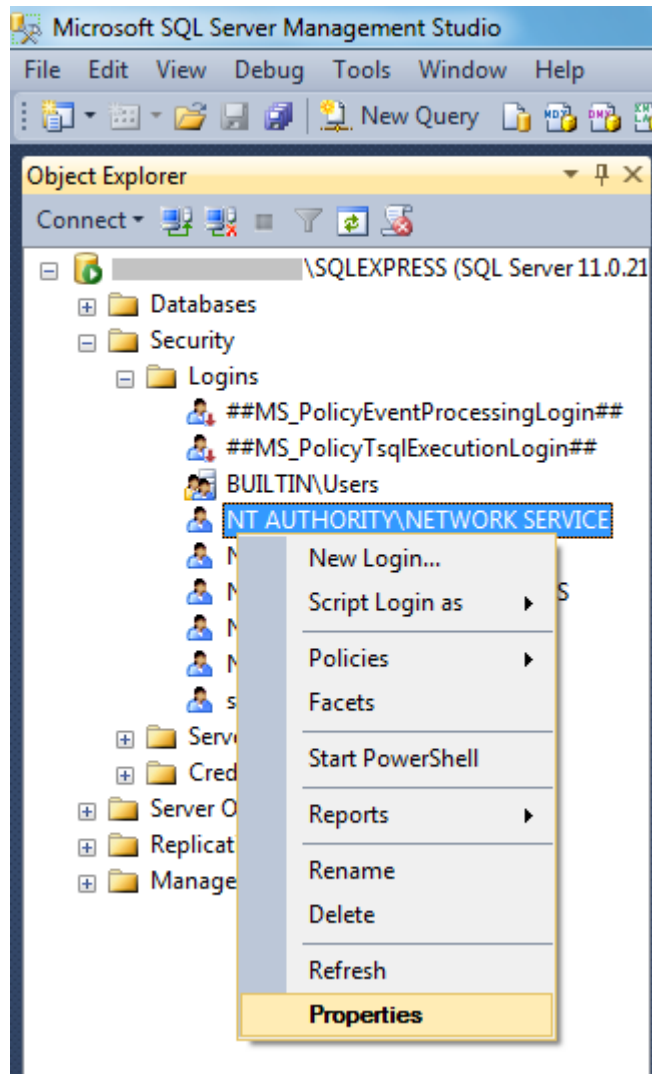 Microsoft SQL Server Management Studio
File Edit View Debug Tools Window Help
New Query
Object Explorer
Connect
\SQLEXPRESS (SQL Server 11.0.21
Databases
Security
Logins
##MS_PolicyEventProcessingLogin##
##MS_PolicyTsqlExecutionLogin##
BUILTIN\Users
NT AUTHORITY\NETWORK SERVICE
New Login...
Script Login as
Policies
Facets
Start PowerShell
Reports
Rename
Delete
Refresh
Properties
Serv
Cred
Server O
Replicati
Manage